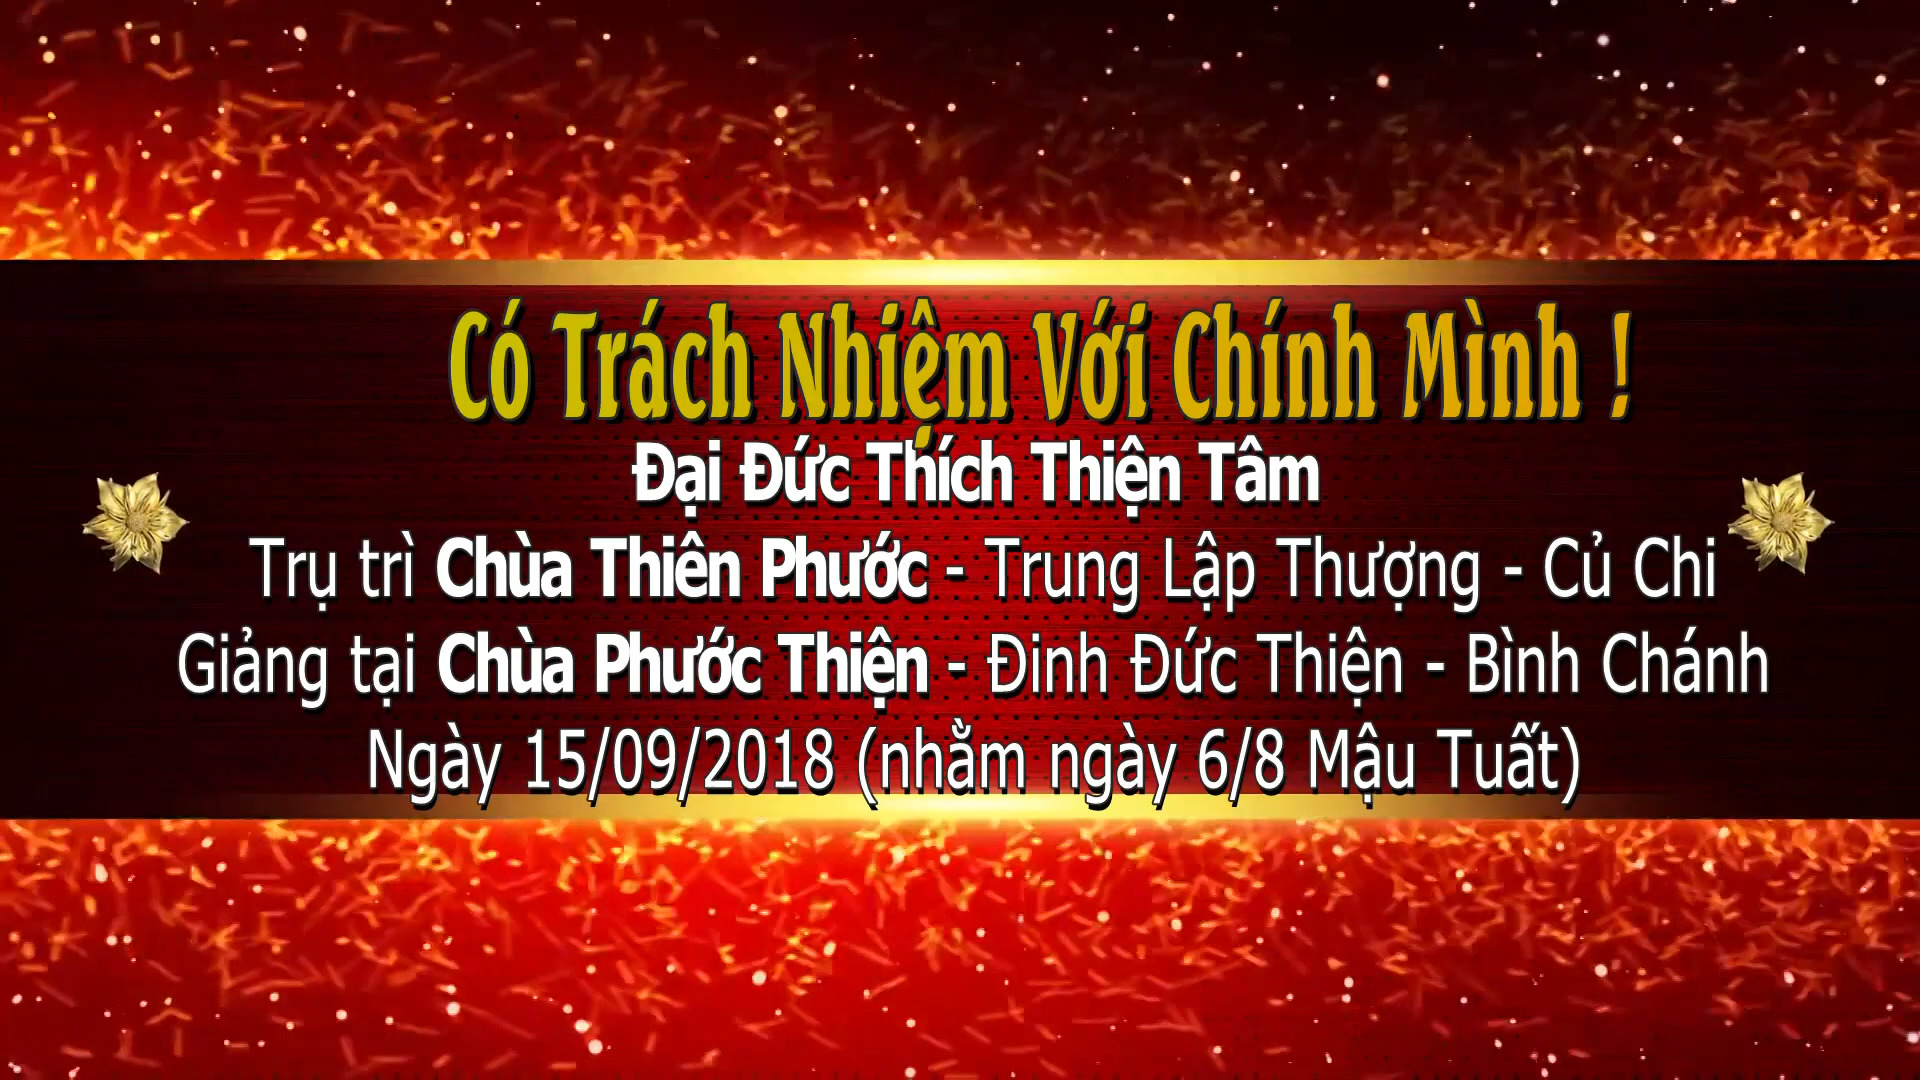 Có Trách Nhiệm Với Chính Mình !
Đại Đức Thích Thiện Tâm
Trụ trì Chùa Thiên Phước - Trung Lập Thượng - Củ Chi
Giảng tại Chùa Phước Thiện - Đinh Đức Thiện - Bình Chánh
Ngày 15/09/2018 (nhằm ngày 6/8 Mậu Tuất)